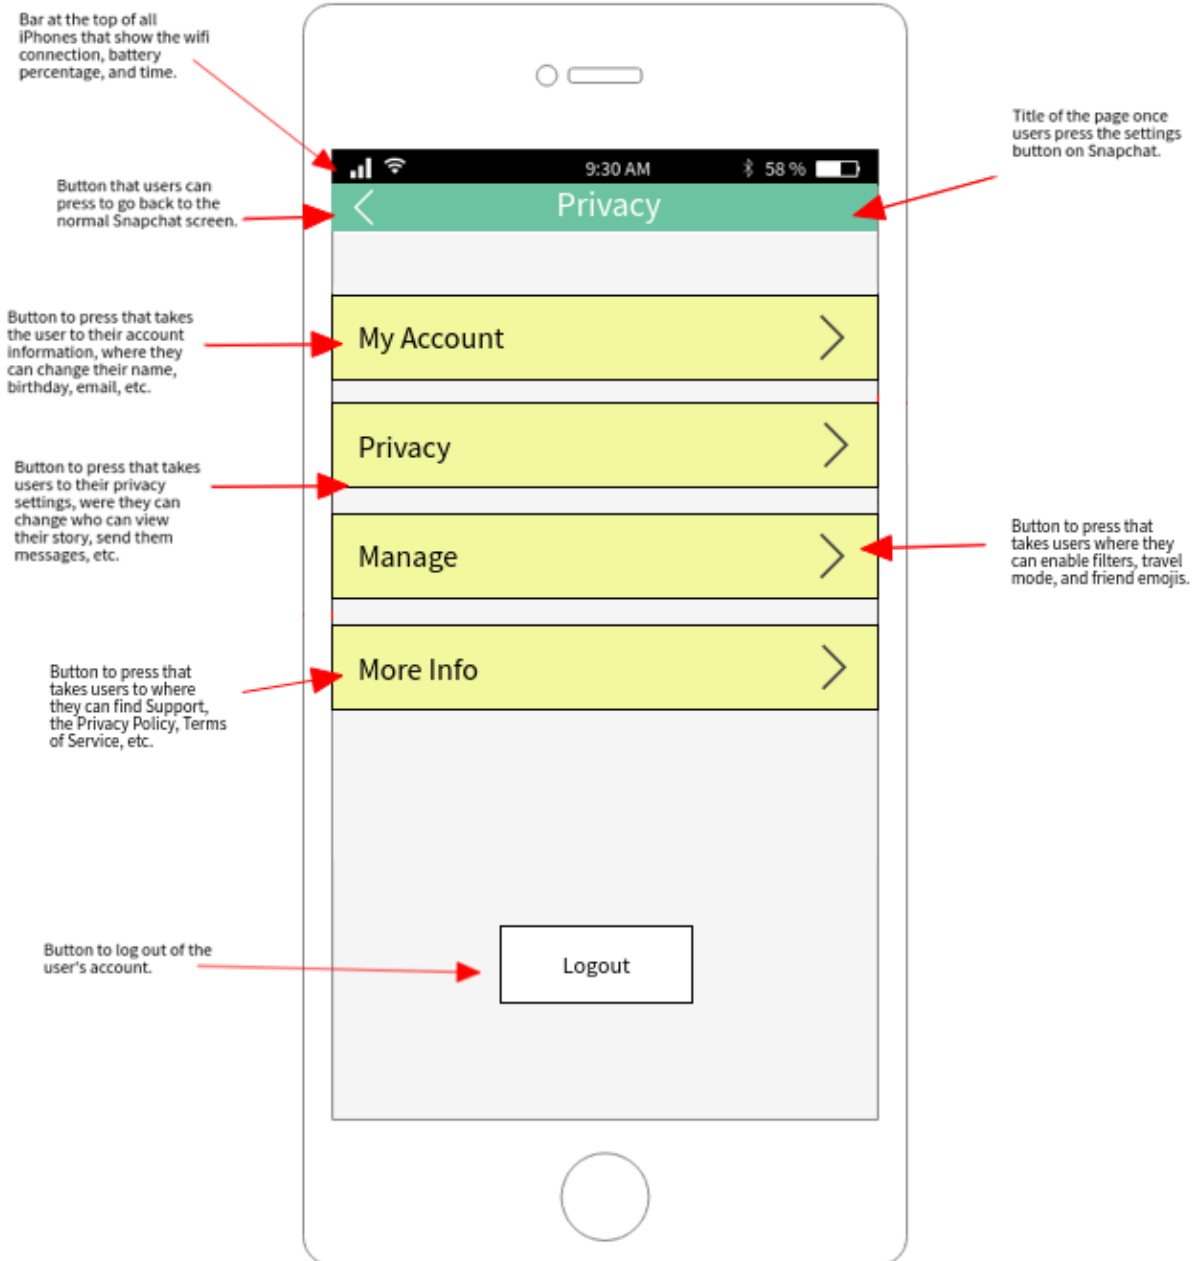 Bar at the top of all
iPhones that show the wifi
connection, battery
percentage, and time.
Title of the page once
users press the settings
button on Snapchat.
9:30 AM
58 %
Button that users can
press to go back to the
normal Snapchat screen.
Privacy
Button to press that takes
the user to their account
information, where they
can change their name,
birthday, email, etc.
My Account
Privacy
Button to press that takes
users to their privacy
settings, were they can
change who can view
their story, send them
messages, etc.
Manage
Button to press that
takes users where they
can enable filters, travel
mode, and friend emojis.
More Info
Button to press that
takes users to where
they can find Support,
the Privacy Policy, Terms
of Service, etc.
Button to log out of the
user's account.
Logout